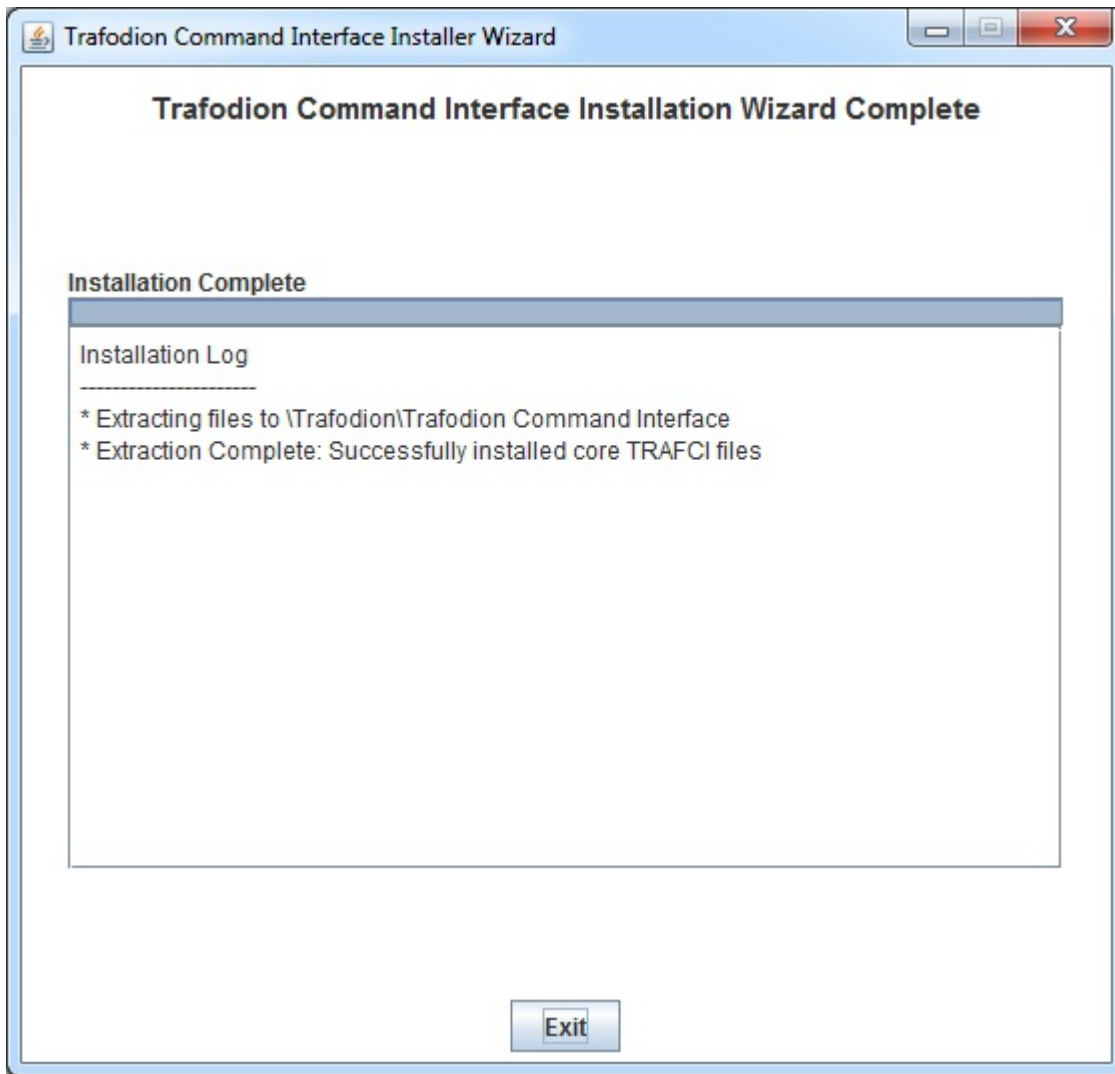 Trafodion Command Interface Installer Wizard
Trafodion Command Interface Installation Wizard Complete
Installation Complete
Installation Log
----------------------
* Extracting files to \Trafodion\Trafodion Command Interface
* Extraction Complete: Successfully installed core TRAFCI files
Exit